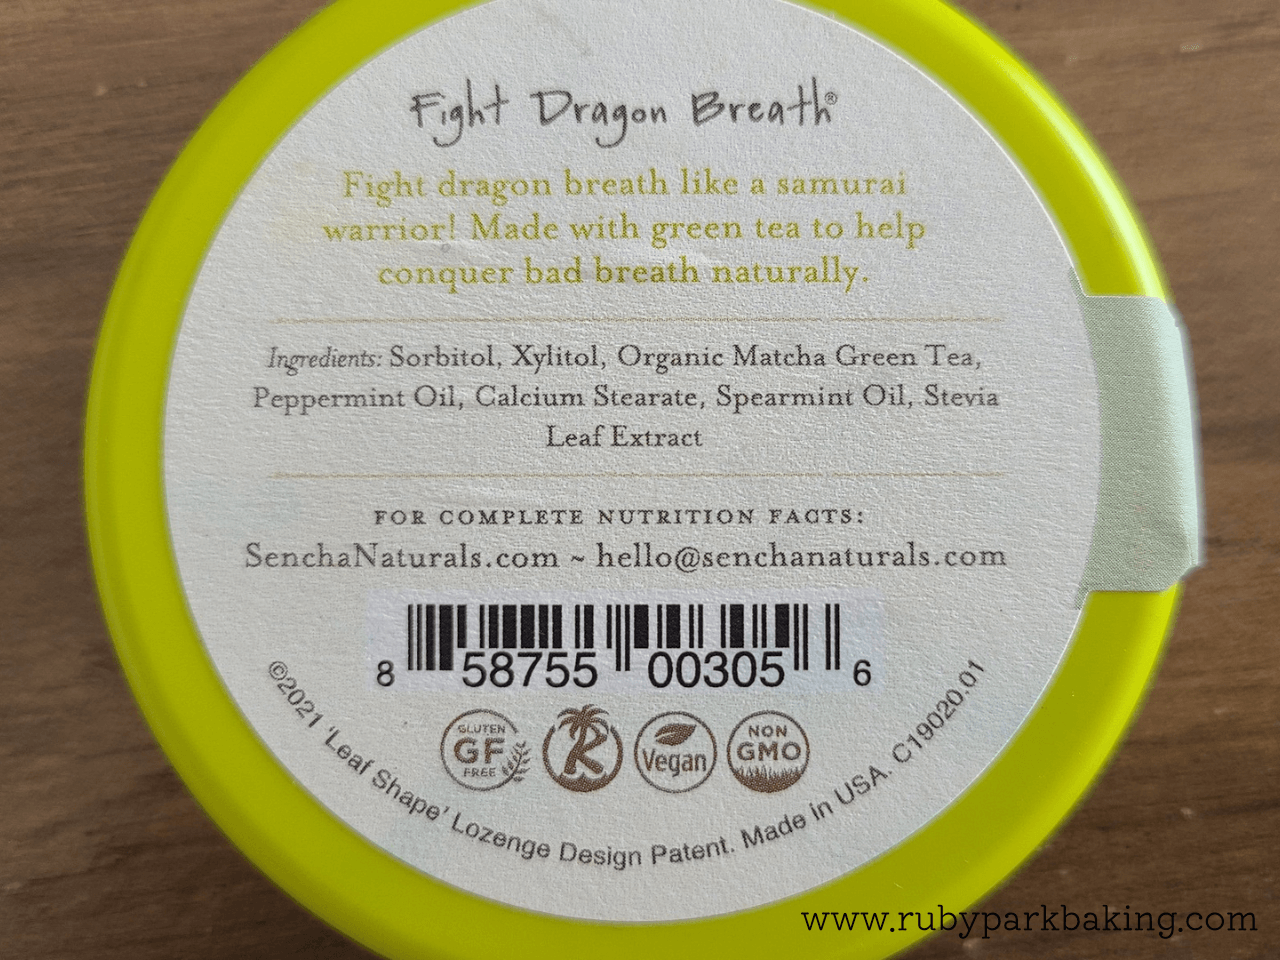 Fight Dragon Breath®
Fight dragon breath like a samurai
warrior! Made with green tea to help
conquer bad breath naturally.
Ingredients: Sorbitol, Xylitol, Organic Matcha Green Tea,
Peppermint Oil, Calcium Stearate, Spearmint Oil, Stevia
Leaf Extract
FOR COMPLETE NUTRITION FACTS:
SenchaNaturals.com ~ hello@senchanaturals.com
8 58755 00305 6
GLUTEN
GF
FREE
R
Vegan
NON
GMO
©2021 'Leaf Shape' Lozenge Design Patent. Made in USA. C19020.01
www.rubyparkbaking.com